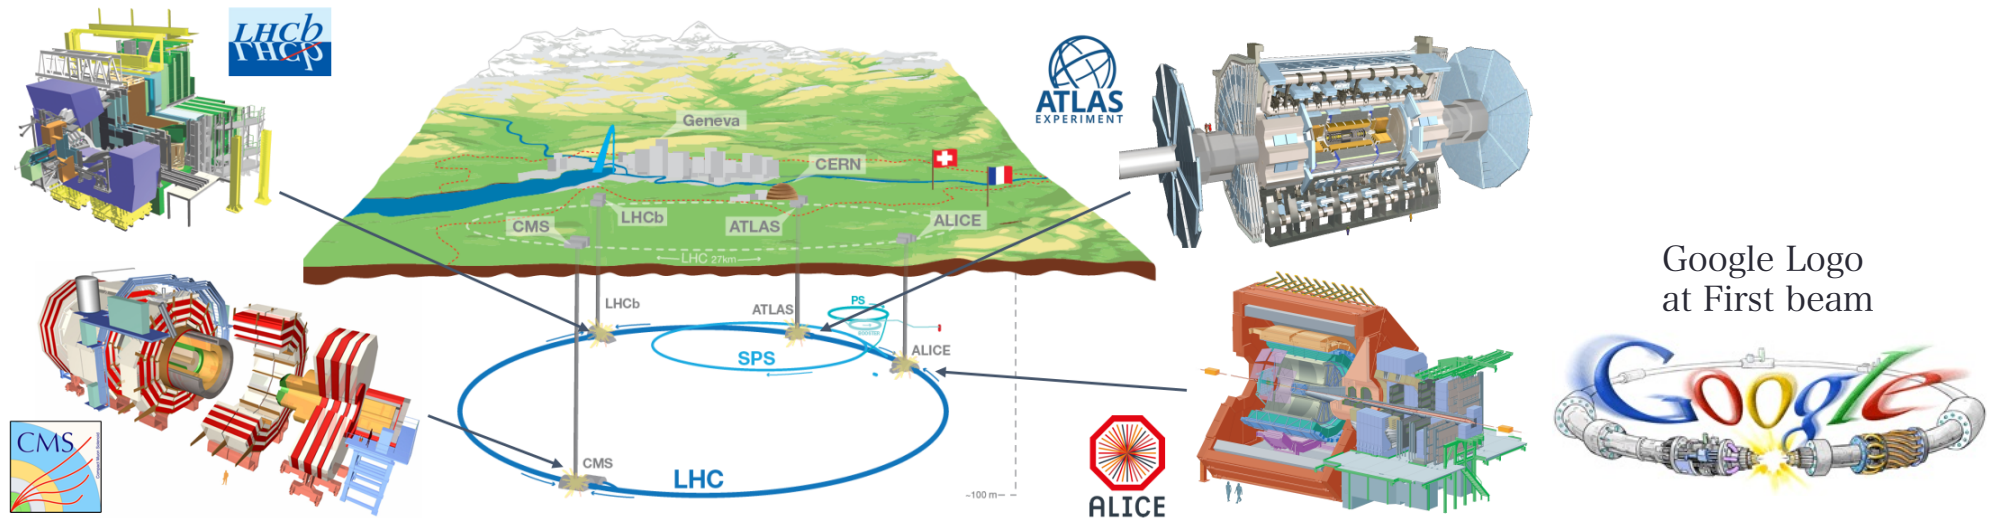 LHCb
LHCb
ATLAS
EXPERIMENT
Geneva
CERN
LHCb
CMS
ATLAS
ALICE
LHC 27km
LHCb
ATLAS
PS
SPS
ALICE
CMS
LHC
~100 m
CMS
ALICE
Google Logo
at First beam
Google